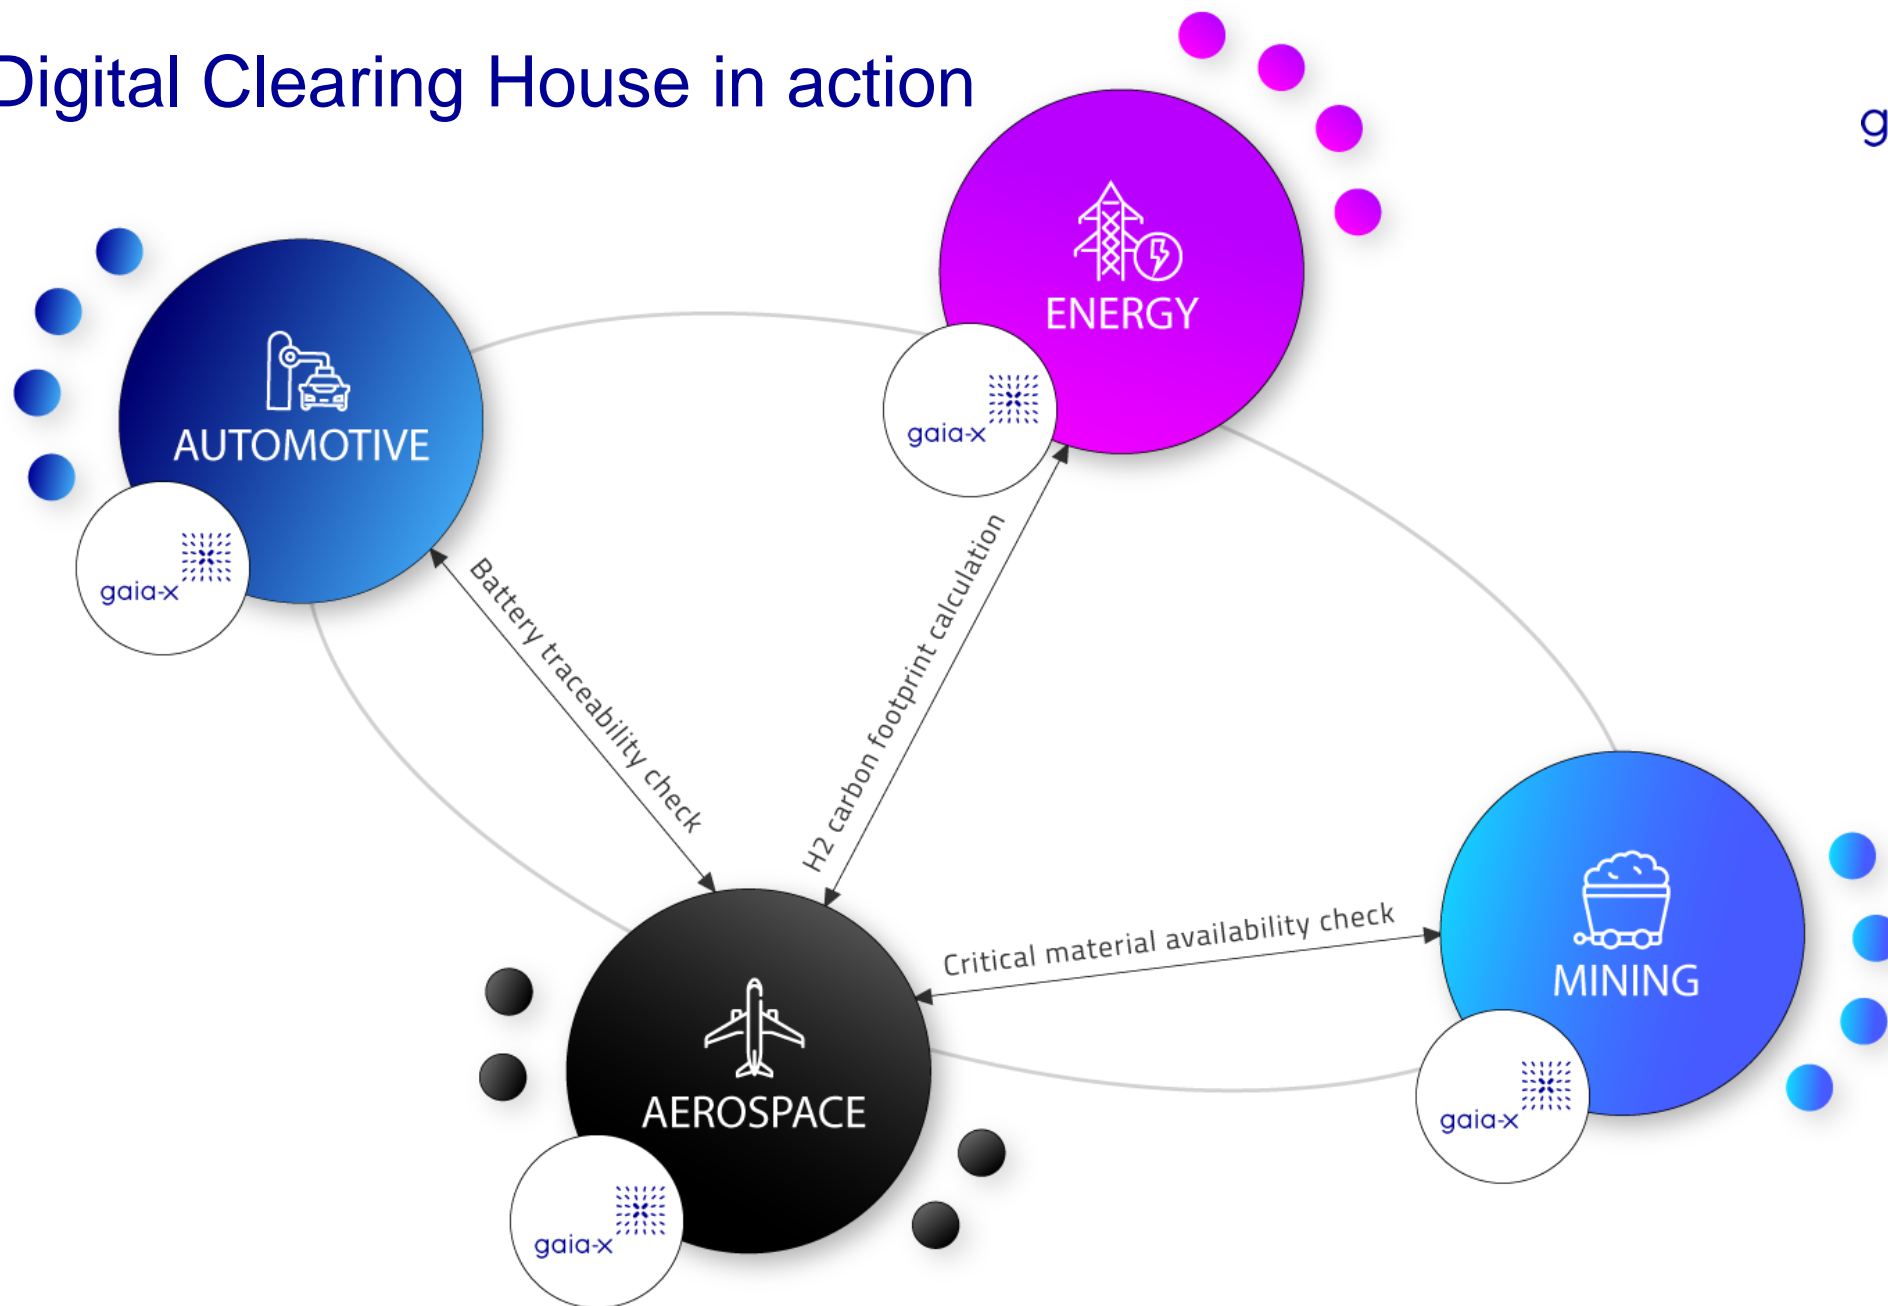 Digital Clearing House in action
g
ENERGY
gaia-x
AUTOMOTIVE
gaia-x
Battery traceability check
H2 carbon footprint calculation
Critical material availability check
MINING
gaia-x
AEROSPACE
gaia-x